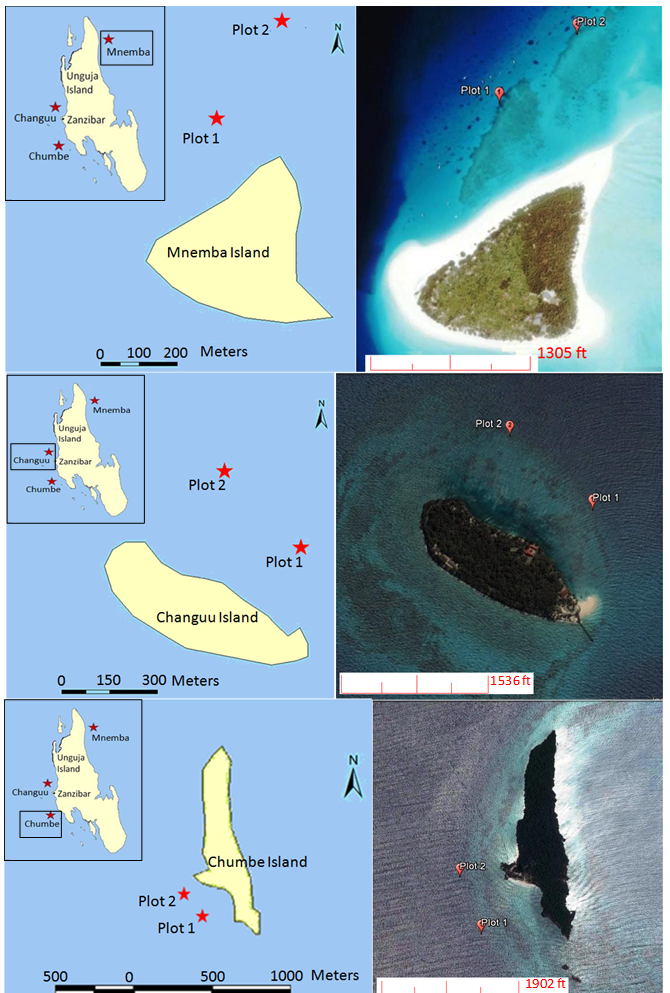 Plot 2
N
Mnemba
Unguja
Island
Changuu
Zanzibar
Chumbe
Plot 1
Mnemba Island
0 100 200 Meters
Plot 2
Plot 1
1
1305 ft
Mnemba
Unguja
Island
Changuu
Zanzibar
Chumbe
N
Plot 2
Plot 1
Changuu Island
0 150 300 Meters
Plot 2
2
Plot 1
1536 ft
Mnemba
Unguja
Island
Changuu
Zanzibar
Chumbe
N
Chumbe Island
Plot 2
Plot 1
500 0 500 1000 Meters
Plot 2
Plot 1
1902 ft